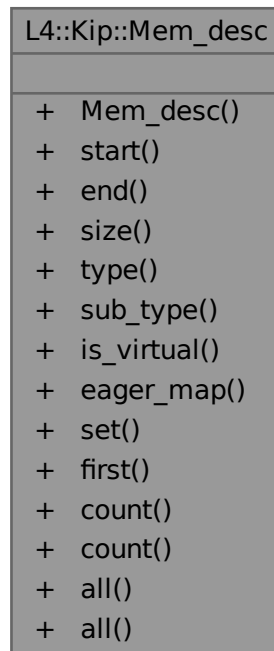 L4::Kip::Mem_desc
+ Mem_desc()
+ start()
+ end()
+ size()
+ type()
+ sub_type()
+ is_virtual()
+ eager_map()
+ set()
+ first()
+ count()
+ count()
+ all()
+ all()